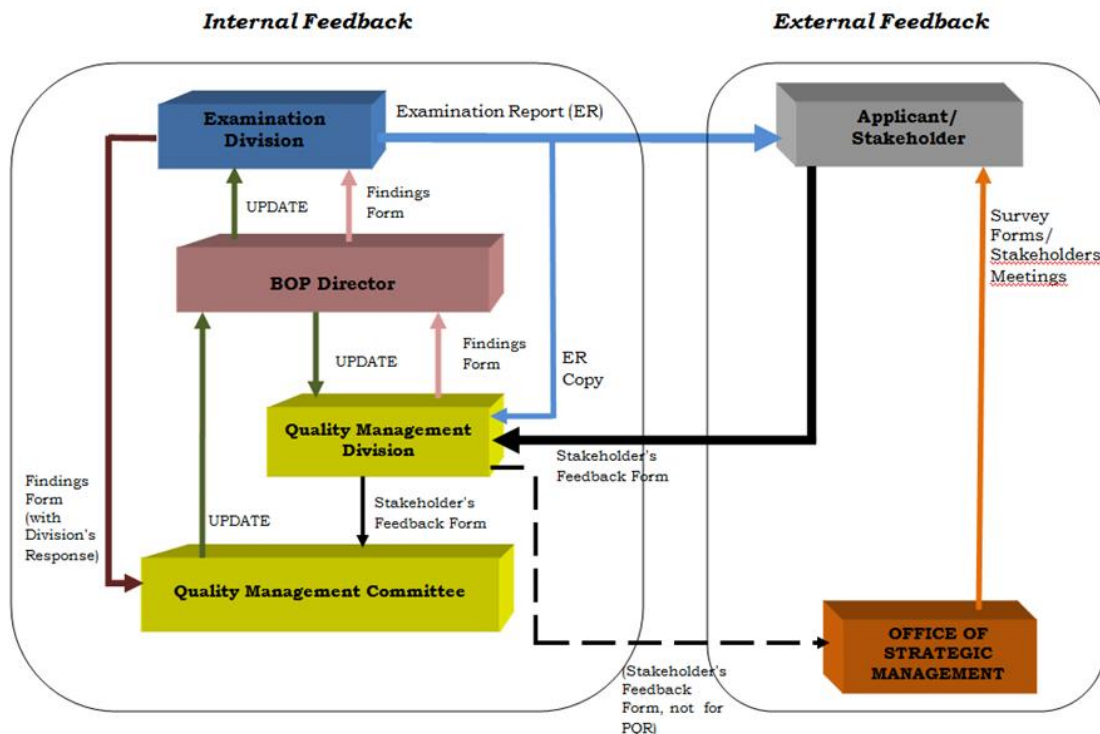 Internal Feedback
External Feedback
Examination
Division
Examination Report (ER)
Applicant/
Stakeholder
UPDATE
Findings
Form
Survey
Forms/
Stakeholders
Meetings
BOP Director
UPDATE
Findings
Form
ER
Copy
Quality Management
Division
Stakeholder's
Feedback Form
Findings
Form
(with
Division's
Response)
UPDATE
Stakeholder's
Feedback Form
Quality Management Committee
OFFICE OF
STRATEGIC
MANAGEMENT
(Stakeholder's
Feedback
Form, not for
PQR)